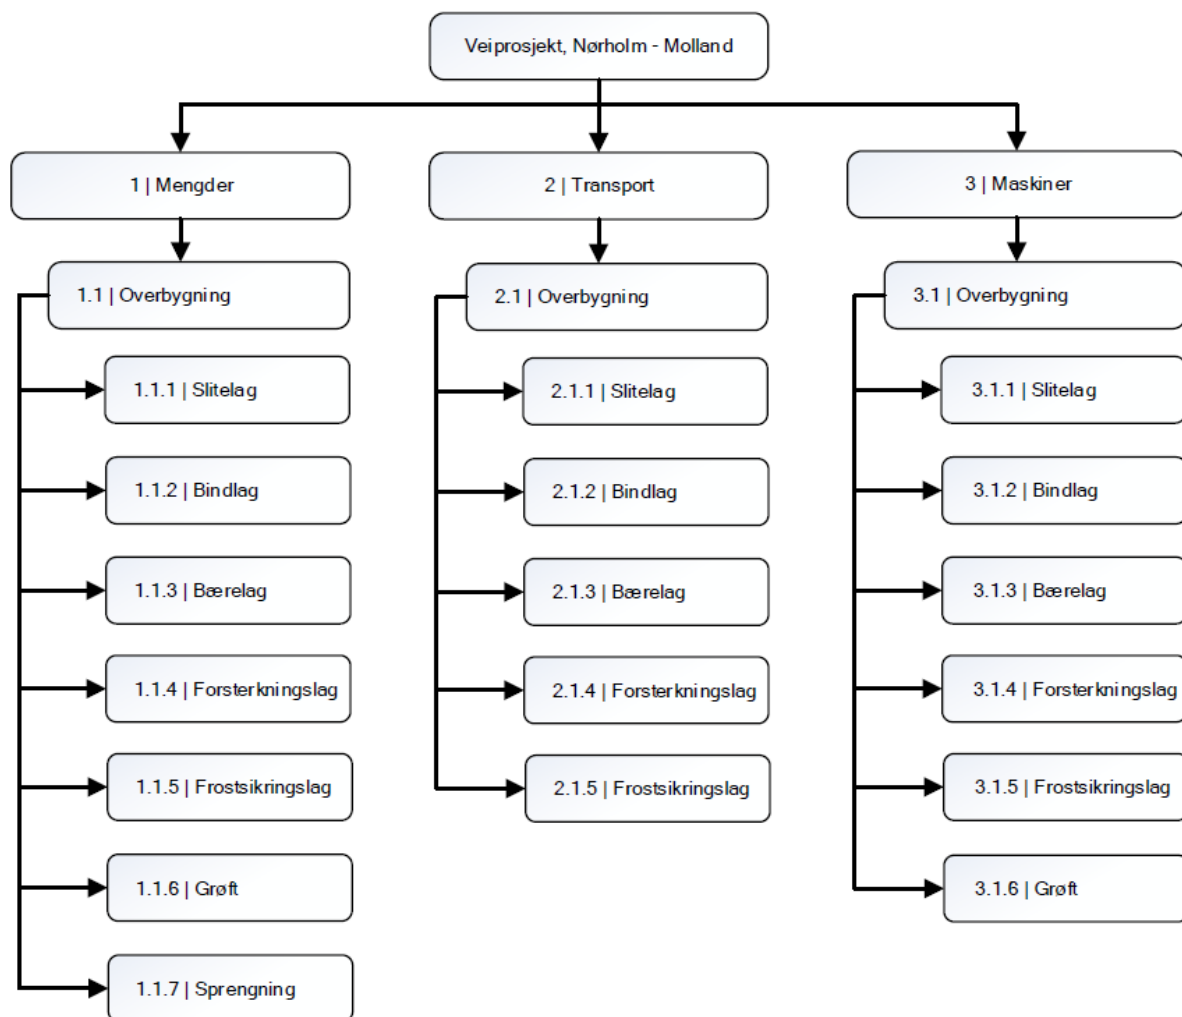 Veiprosjekt, Nørholm - Molland
1 | Mengder
2 | Transport
3 | Maskiner
1.1 | Overbygning
2.1 | Overbygning
3.1 | Overbygning
1.1.1 | Slitelag
2.1.1 | Slitelag
3.1.1 | Slitelag
1.1.2 | Bindlag
2.1.2 | Bindlag
3.1.2 | Bindlag
1.1.3 | Bærelag
2.1.3 | Bærelag
3.1.3 | Bærelag
1.1.4 | Forsterkningslag
2.1.4 | Forsterkningslag
3.1.4 | Forsterkningslag
1.1.5 | Frostsikringslag
2.1.5 | Frostsikringslag
3.1.5 | Frostsikringslag
1.1.6 | Grøft
3.1.6 | Grøft
1.1.7 | Sprengning